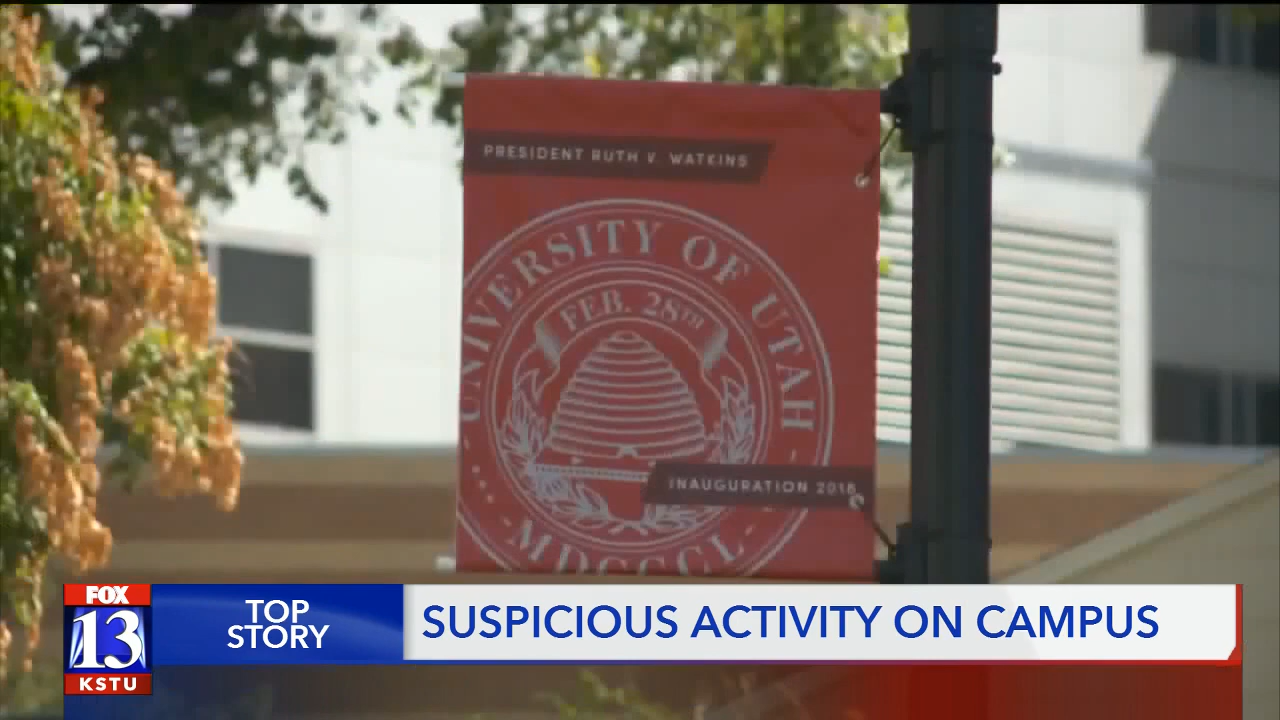 PRESIDENT RUTH V. WATKINS
UNIVERSITY OF UTAH
FEB. 28TH
INAUGURATION 2018
MDCCCL
FOX
13
KSTU
TOP
STORY
SUSPICIOUS ACTIVITY ON CAMPUS